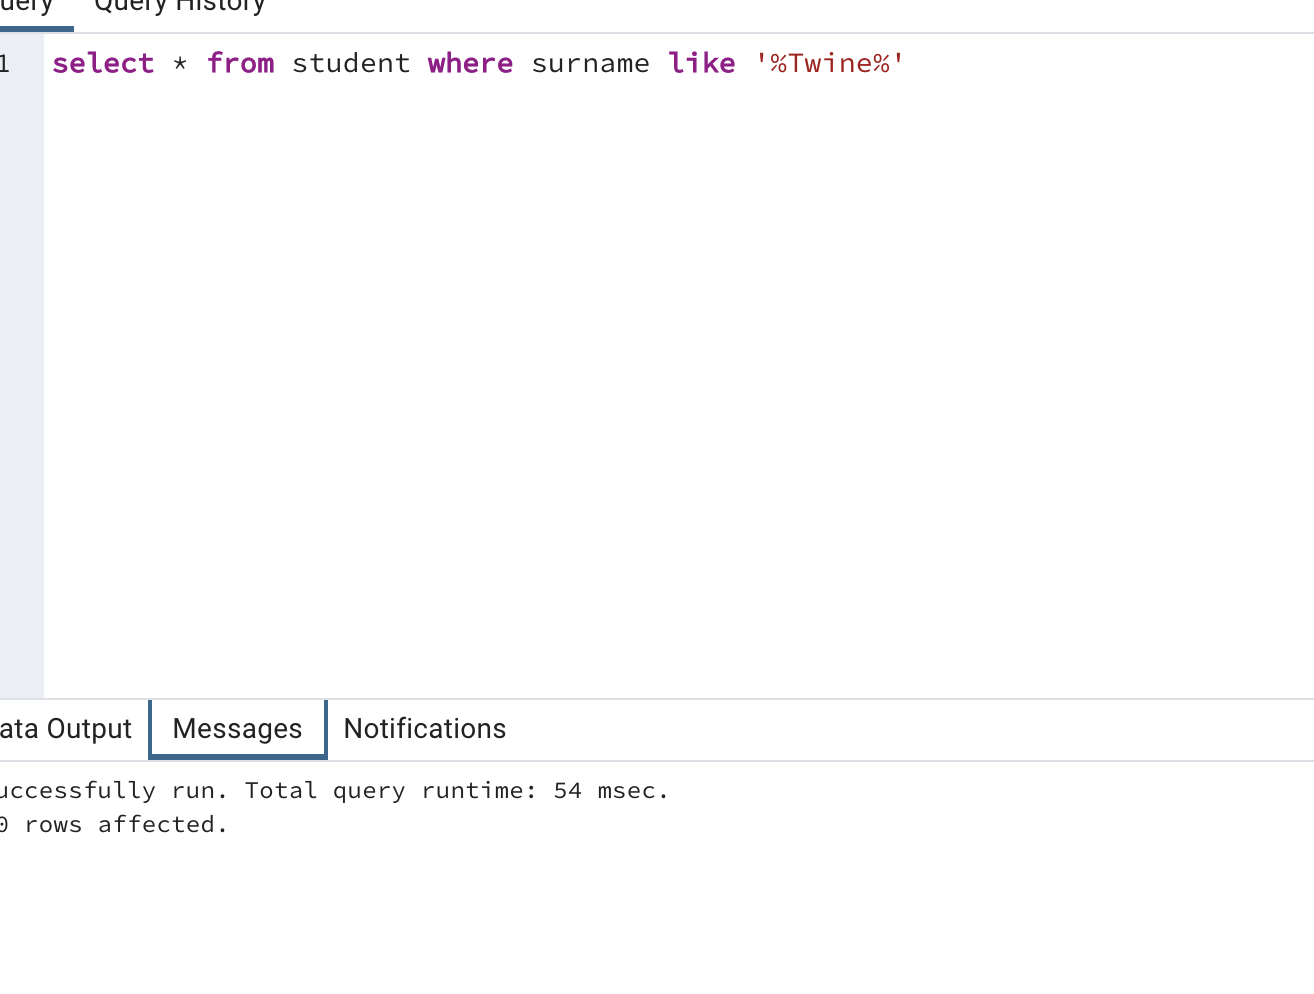 Query History
1 select * from student where surname like '%Twine%'
ata Output Messages Notifications
uccessfully run. Total query runtime: 54 msec.
0 rows affected.